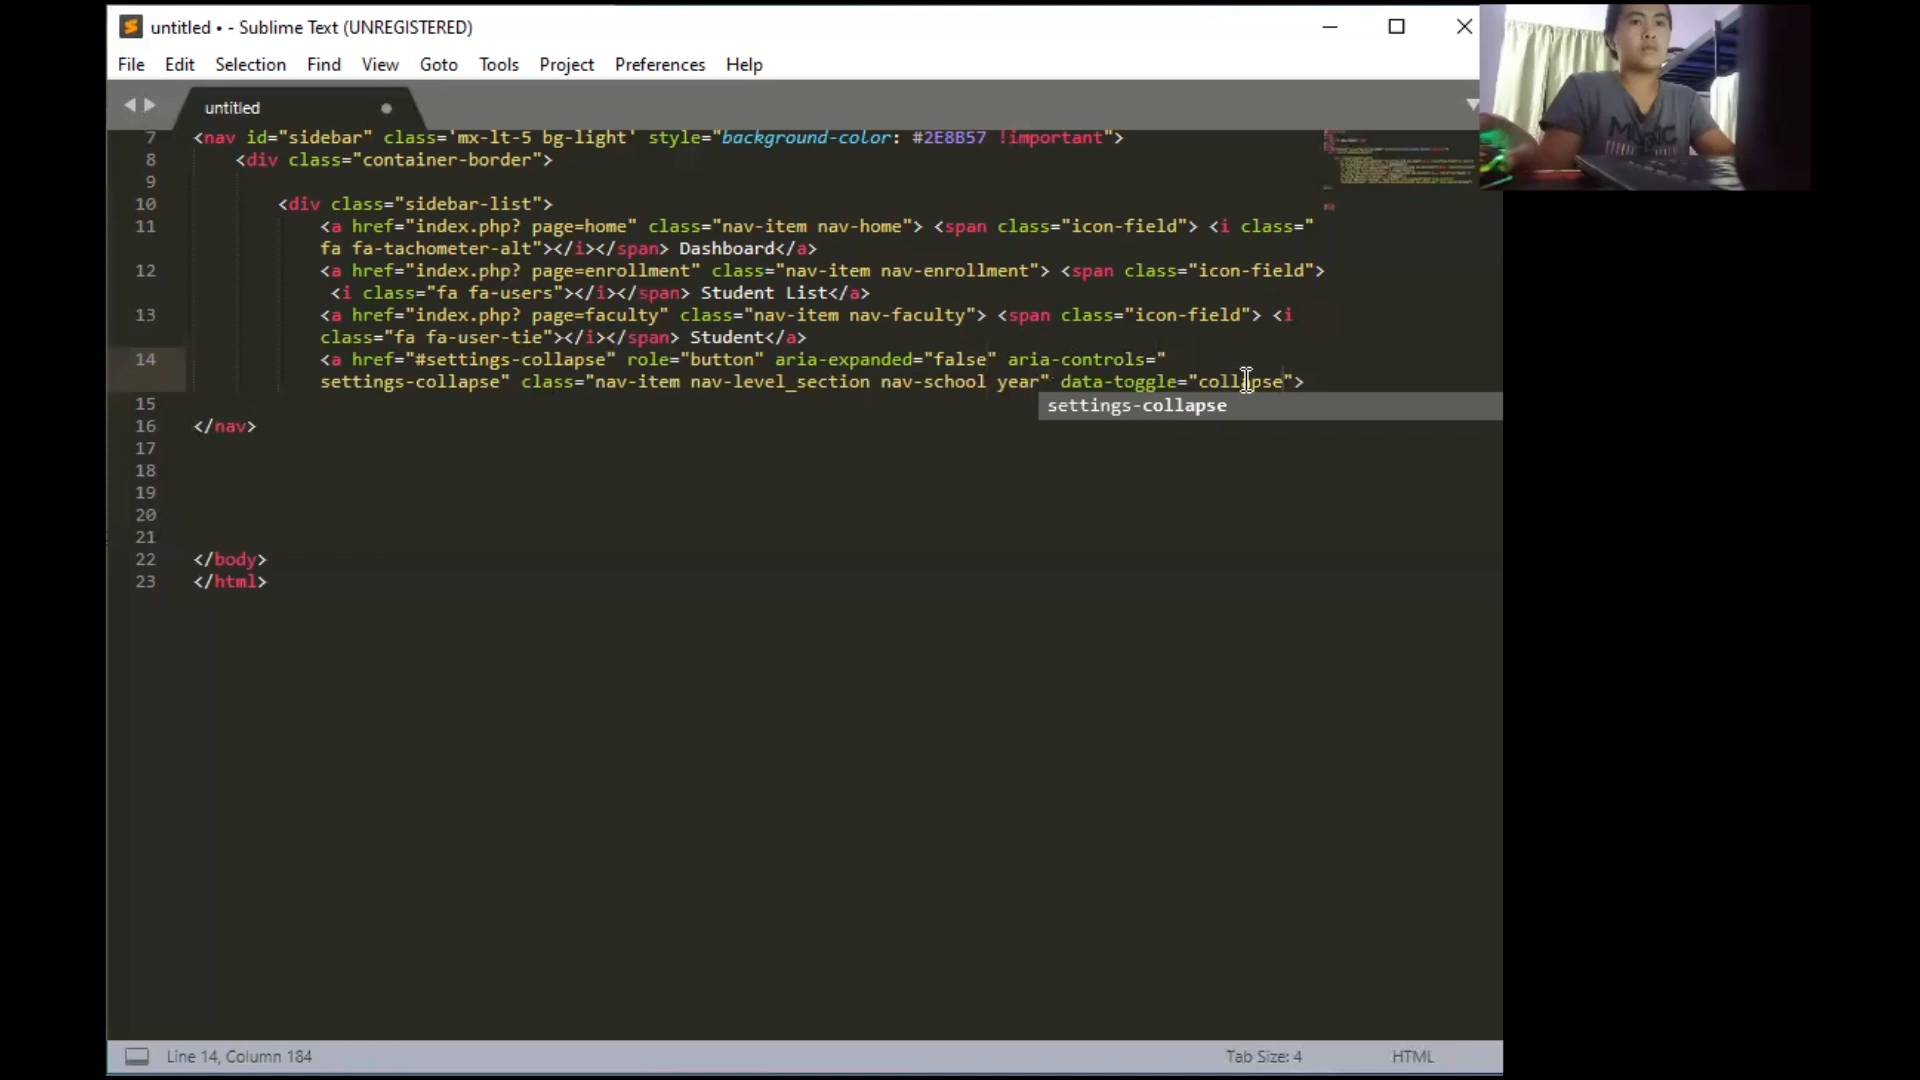 untitled • - Sublime Text (UNREGISTERED)
File Edit Selection Find View Goto Tools Project Preferences Help
untitled
7 <nav id="sidebar" class='mx-lt-5 bg-light' style="background-color: #2E8B57 !important">
8 <div class="container-border">
9
10 <div class="sidebar-list">
11 <a href="index.php? page=home" class="nav-item nav-home"> <span class="icon-field"> <i class="
fa fa-tachometer-alt"></i></span> Dashboard</a>
12 <a href="index.php? page=enrollment" class="nav-item nav-enrollment"> <span class="icon-field">
<i class="fa fa-users"></i></span> Student List</a>
13 <a href="index.php? page=faculty" class="nav-item nav-faculty"> <span class="icon-field"> <i
class="fa fa-user-tie"></i></span> Student</a>
14 <a href="#settings-collapse" role="button" aria-expanded="false" aria-controls="
settings-collapse" class="nav-item nav-level_section nav-school year" data-toggle="collapse">
settings-collapse
15
16 </nav>
17
18
19
20
21
22 </body>
23 </html>
MUSIC
Line 14, Column 184
Tab Size: 4
HTML